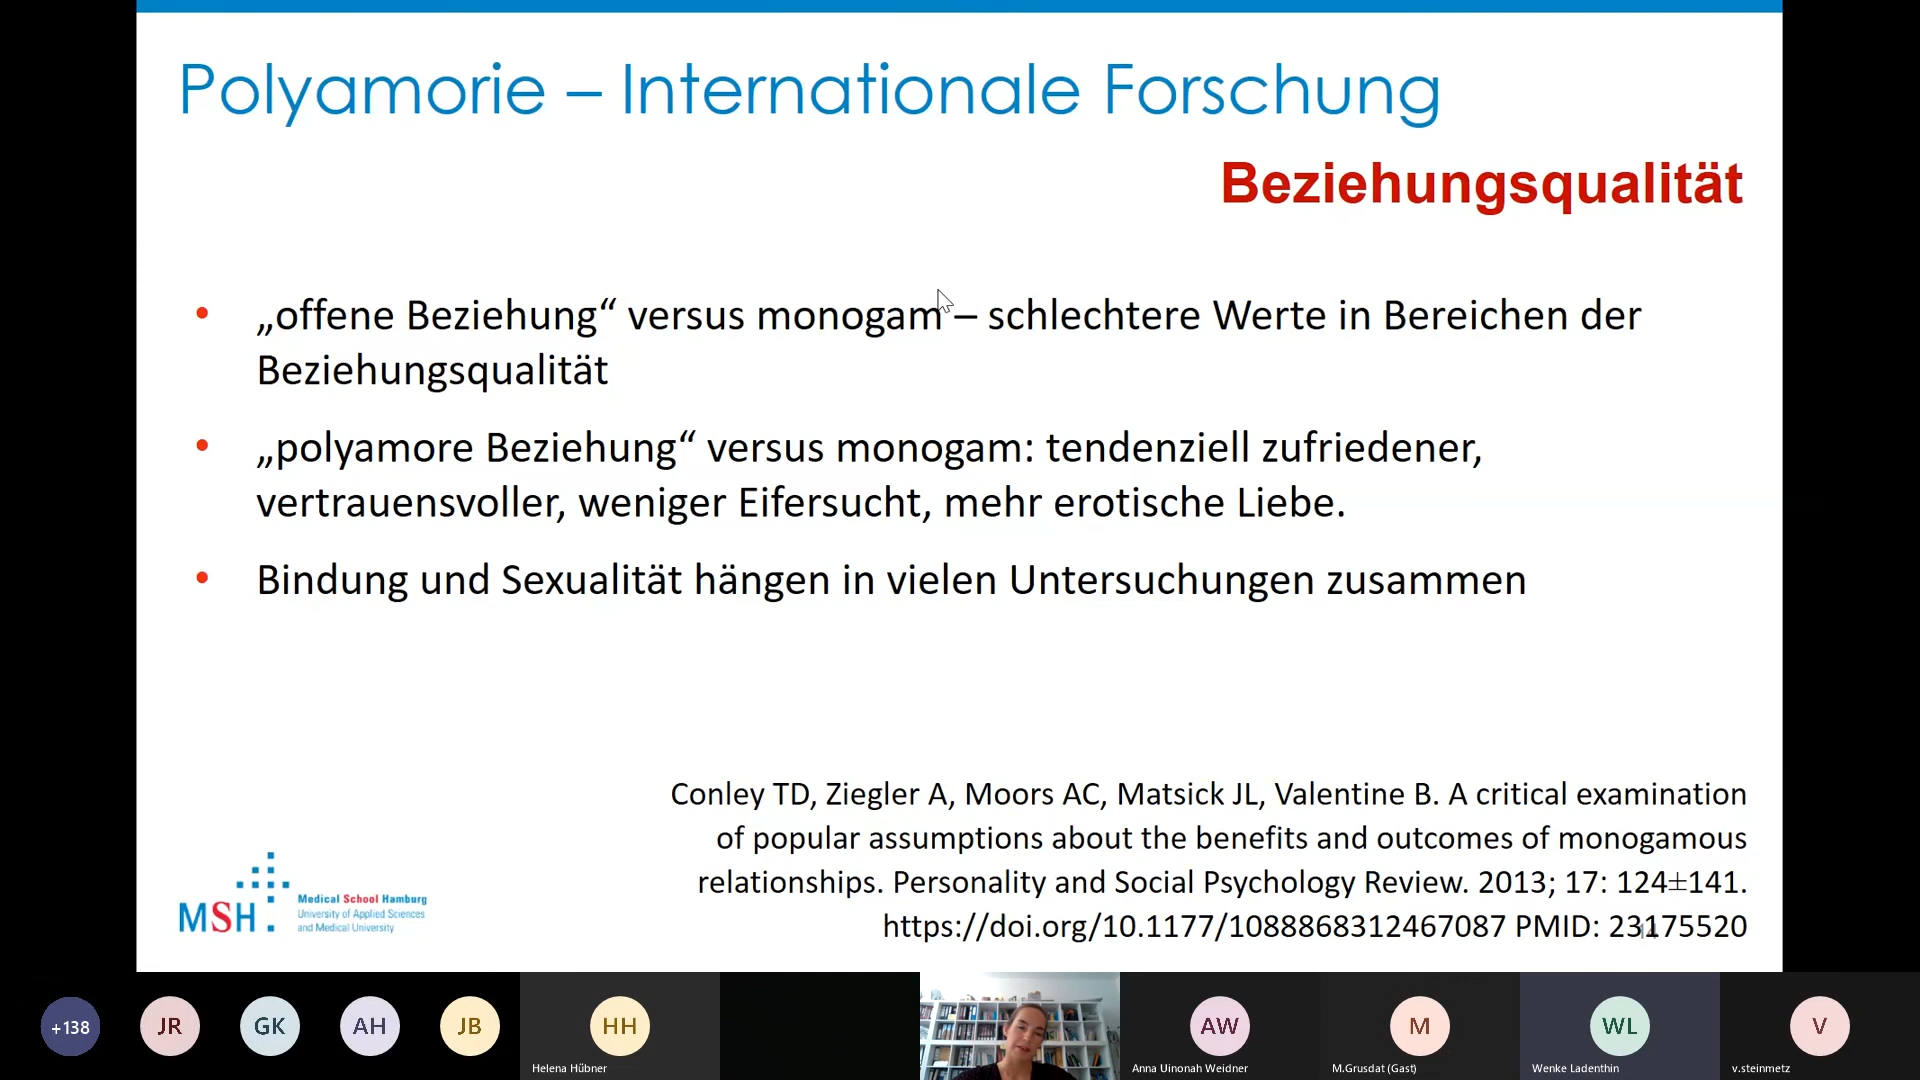 Polyamorie – Internationale Forschung
Beziehungsqualität
• „offene Beziehung“ versus monogam – schlechtere Werte in Bereichen der
Beziehungsqualität
• „polyamore Beziehung“ versus monogam: tendenziell zufriedener,
vertrauensvoller, weniger Eifersucht, mehr erotische Liebe.
• Bindung und Sexualität hängen in vielen Untersuchungen zusammen
Conley TD, Ziegler A, Moors AC, Matsick JL, Valentine B. A critical examination
of popular assumptions about the benefits and outcomes of monogamous
relationships. Personality and Social Psychology Review. 2013; 17: 124±141.
https://doi.org/10.1177/1088868312467087 PMID: 23175520
MSH
Medical School Hamburg
University of Applied Sciences
and Medical University
+138
JR
GK
AH
JB
HH
Helena Hübner
AW
Anna Uinonah Weidner
M
M.Grusdat (Gast)
WL
Wenke Ladenthin
V
v.steinmetz